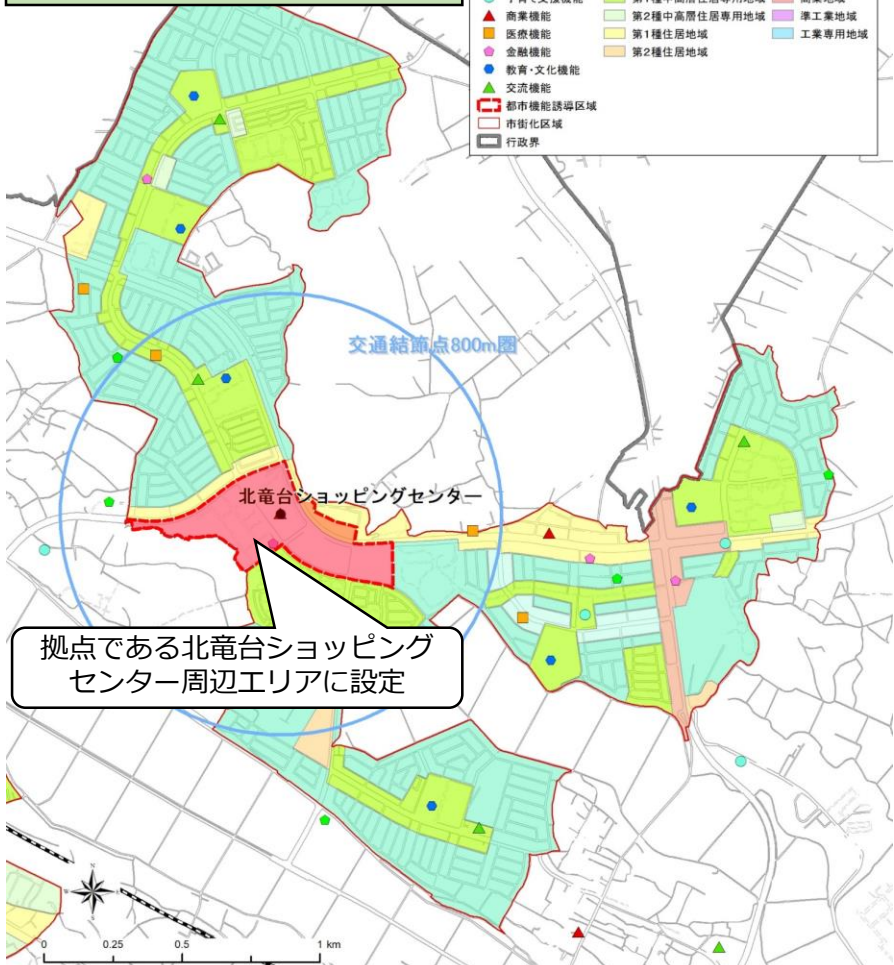 商業機能
医療機能
金融機能
教育・文化機能
交流機能
都市機能誘導区域
市街化区域
行政界
第2種中高層住居専用地域
第1種住居地域
第2種住居地域
準工業地域
工業専用地域
交通結節点800m圏
北竜台ショッピングセンター
拠点である北竜台ショッピング
センター周辺エリアに設定
0 0.25 0.5 1 km